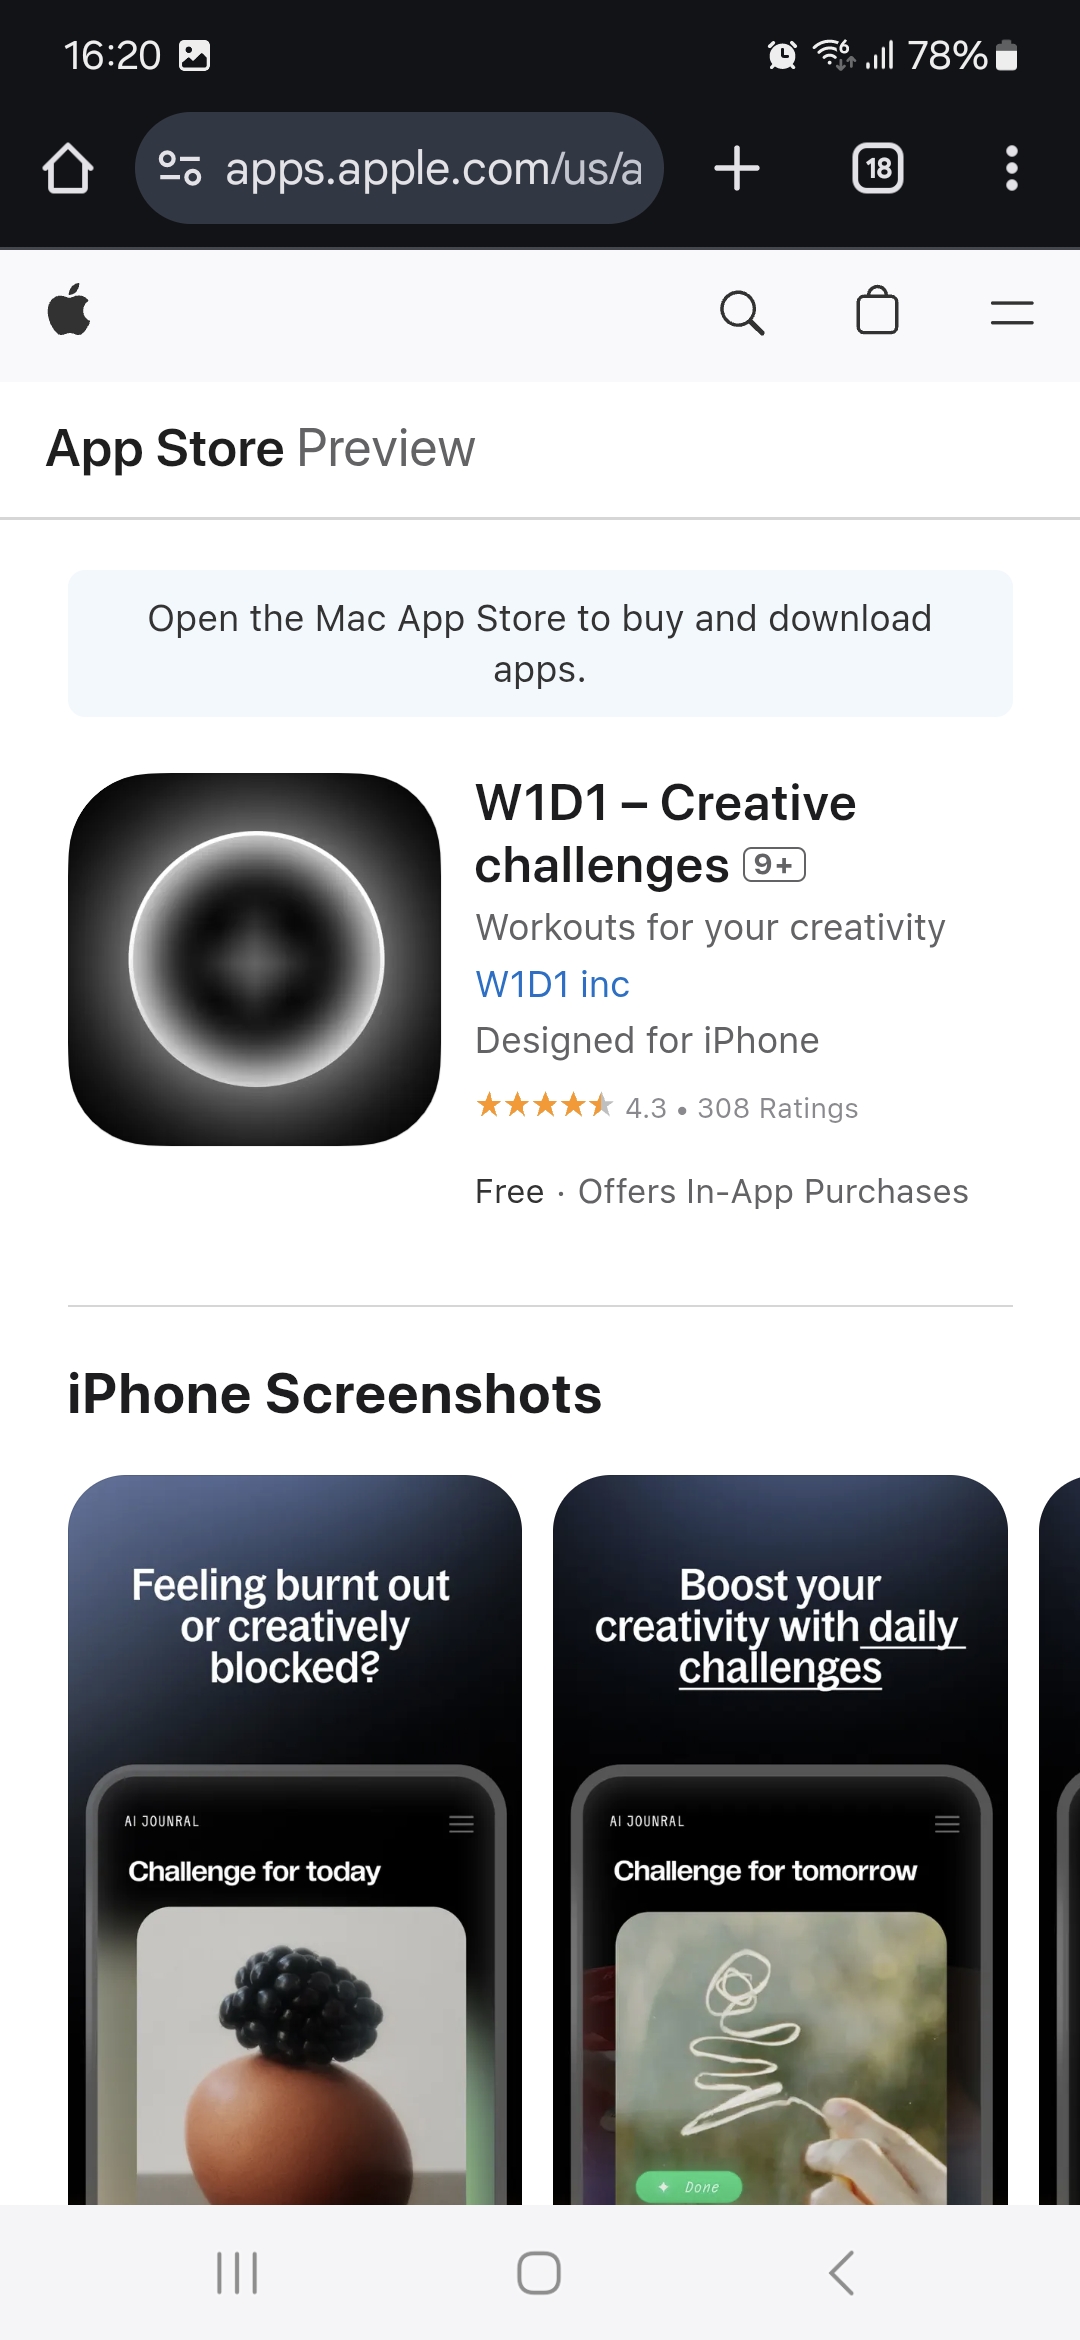 16:20
78%
apps.apple.com/us/a
18
App Store Preview
Open the Mac App Store to buy and download
apps.
W1D1 – Creative
challenges 9+
Workouts for your creativity
W1D1 inc
Designed for iPhone
4.3 • 308 Ratings
Free · Offers In-App Purchases
iPhone Screenshots
Feeling burnt out
or creatively
blocked?
AI JOUNRAL
Challenge for today
Boost your
creativity with daily
challenges
AI JOUNRAL
Challenge for tomorrow
Done